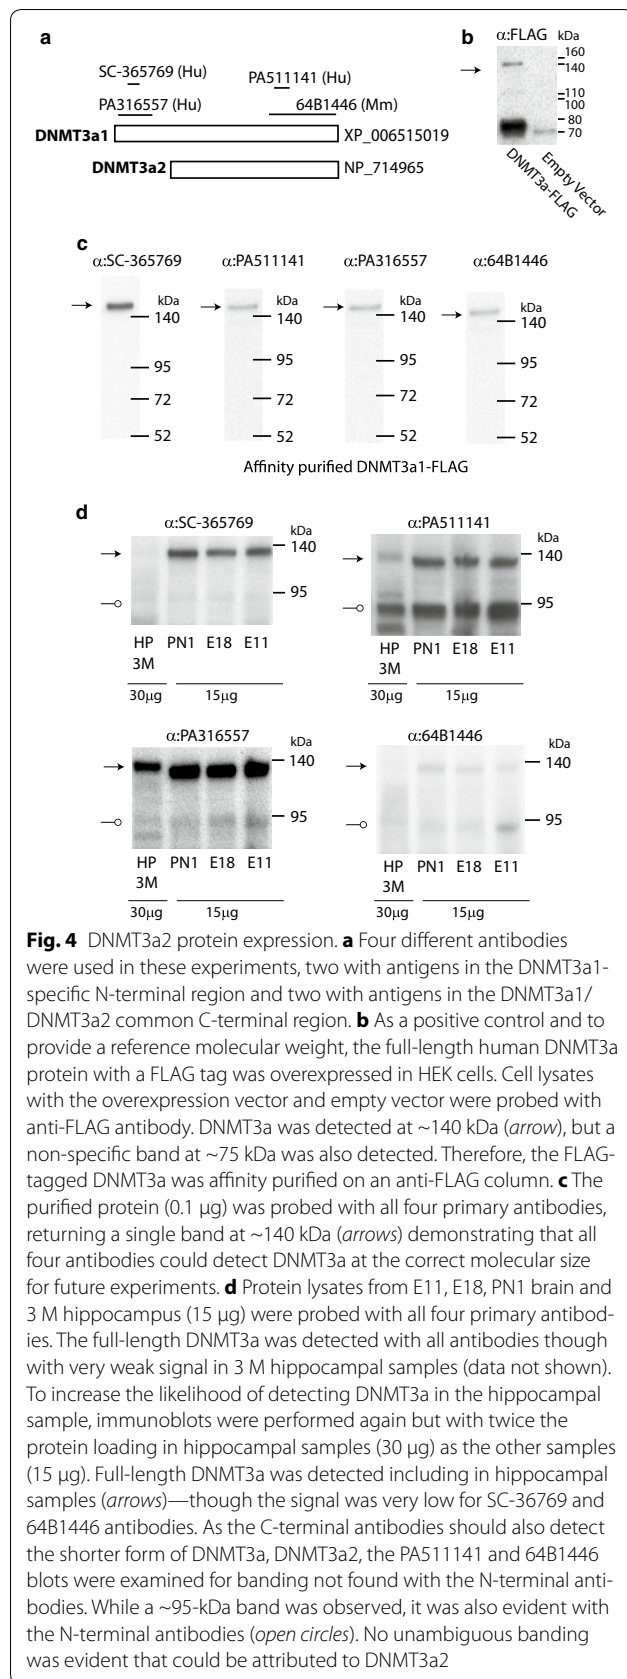 a
SC-365769 (Hu)
PA511141 (Hu)
PA316557 (Hu)
64B1446 (Mm)
DNMT3a1
XP_006515019
DNMT3a2
NP_714965
b
α:FLAG
kDa
160
140
110
100
80
70
DNMT3a-FLAG
Empty Vector
c
α:SC-365769
α:PA511141
α:PA316557
α:64B1446
kDa
140
95
72
52
kDa
140
95
72
52
kDa
140
95
72
52
kDa
140
95
72
52
Affinity purified DNMT3a1-FLAG
d
α:SC-365769
kDa
140
95
HP 3M
PN1
E18
E11
30µg
15µg
α:PA511141
kDa
140
95
HP 3M
PN1
E18
E11
30µg
15µg
α:PA316557
kDa
140
95
HP 3M
PN1
E18
E11
30µg
15µg
α:64B1446
kDa
140
95
HP 3M
PN1
E18
E11
30µg
15µg
Fig. 4 DNMT3a2 protein expression. a Four different antibodies
were used in these experiments, two with antigens in the DNMT3a1-
specific N-terminal region and two with antigens in the DNMT3a1/
DNMT3a2 common C-terminal region. b As a positive control and to
provide a reference molecular weight, the full-length human DNMT3a
protein with a FLAG tag was overexpressed in HEK cells. Cell lysates
with the overexpression vector and empty vector were probed with
anti-FLAG antibody. DNMT3a was detected at ~140 kDa (arrow), but a
non-specific band at ~75 kDa was also detected. Therefore, the FLAG-
tagged DNMT3a was affinity purified on an anti-FLAG column. c The
purified protein (0.1 µg) was probed with all four primary antibodies,
returning a single band at ~140 kDa (arrows) demonstrating that all
four antibodies could detect DNMT3a at the correct molecular size
for future experiments. d Protein lysates from E11, E18, PN1 brain and
3 M hippocampus (15 µg) were probed with all four primary antibod-
ies. The full-length DNMT3a was detected with all antibodies though
with very weak signal in 3 M hippocampal samples (data not shown).
To increase the likelihood of detecting DNMT3a in the hippocampal
sample, immunoblots were performed again but with twice the
protein loading in hippocampal samples (30 µg) as the other samples
(15 µg). Full-length DNMT3a was detected including in hippocampal
samples (arrows)—though the signal was very low for SC-36769 and
64B1446 antibodies. As the C-terminal antibodies should also detect
the shorter form of DNMT3a, DNMT3a2, the PA511141 and 64B1446
blots were examined for banding not found with the N-terminal anti-
bodies. While a ~95-kDa band was observed, it was also evident with
the N-terminal antibodies (open circles). No unambiguous banding
was evident that could be attributed to DNMT3a2